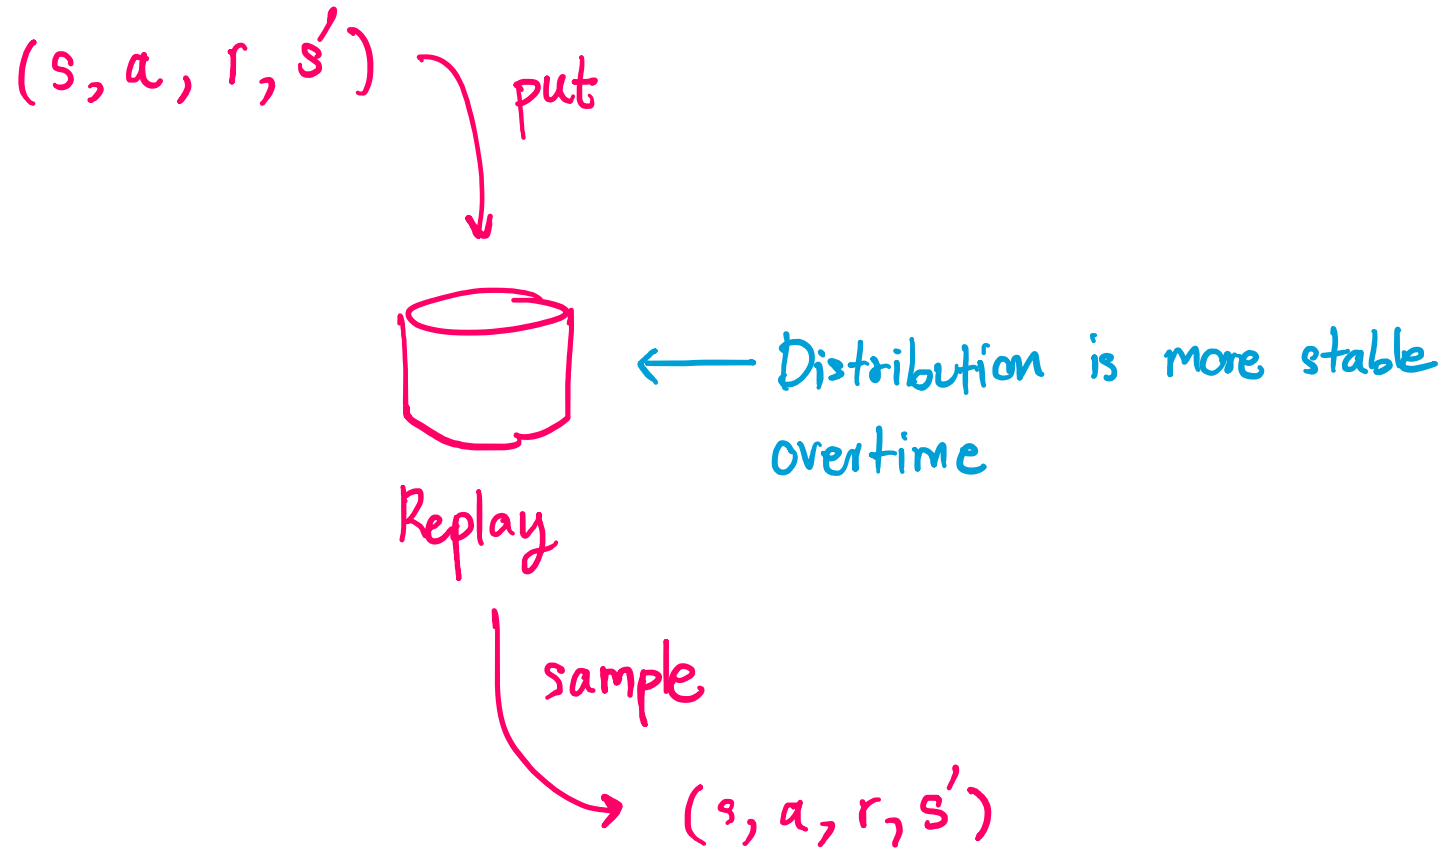 (s, a, r, s')
put
Distribution is more stable
overtime
Replay
sample
(s, a, r, s')